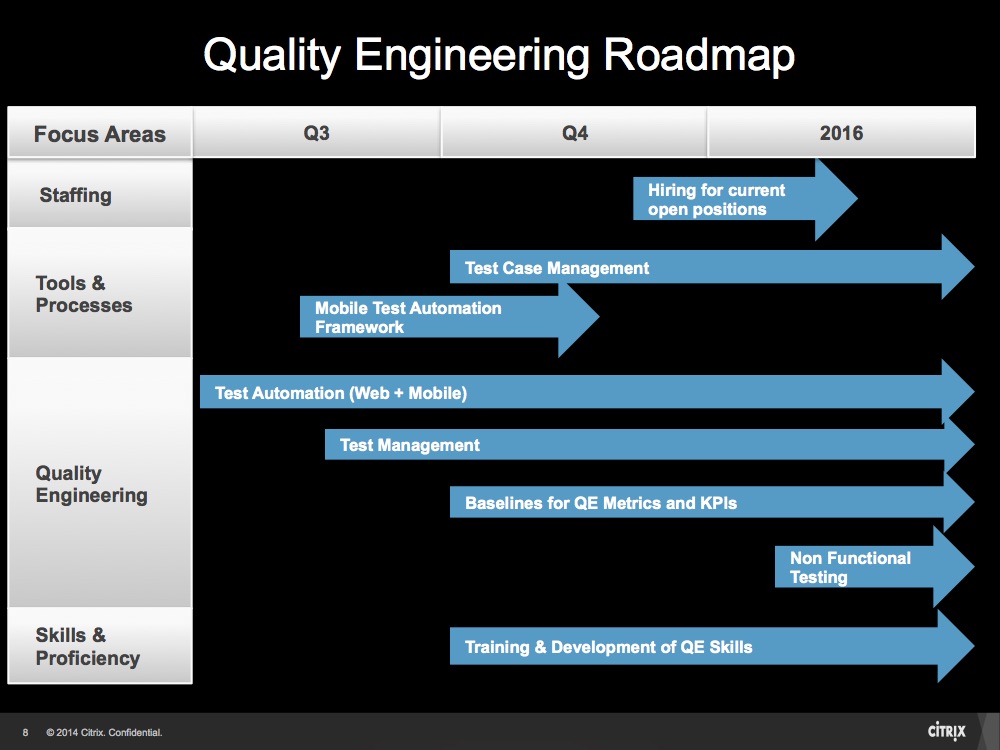 Quality Engineering Roadmap
Focus Areas
Q3
Q4
2016
Staffing
Hiring for current
open positions
Tools &
Processes
Test Case Management
Mobile Test Automation
Framework
Quality
Engineering
Test Automation (Web + Mobile)
Test Management
Baselines for QE Metrics and KPIs
Non Functional
Testing
Skills &
Proficiency
Training & Development of QE Skills
8
© 2014 Citrix. Confidential.
CİTRIX